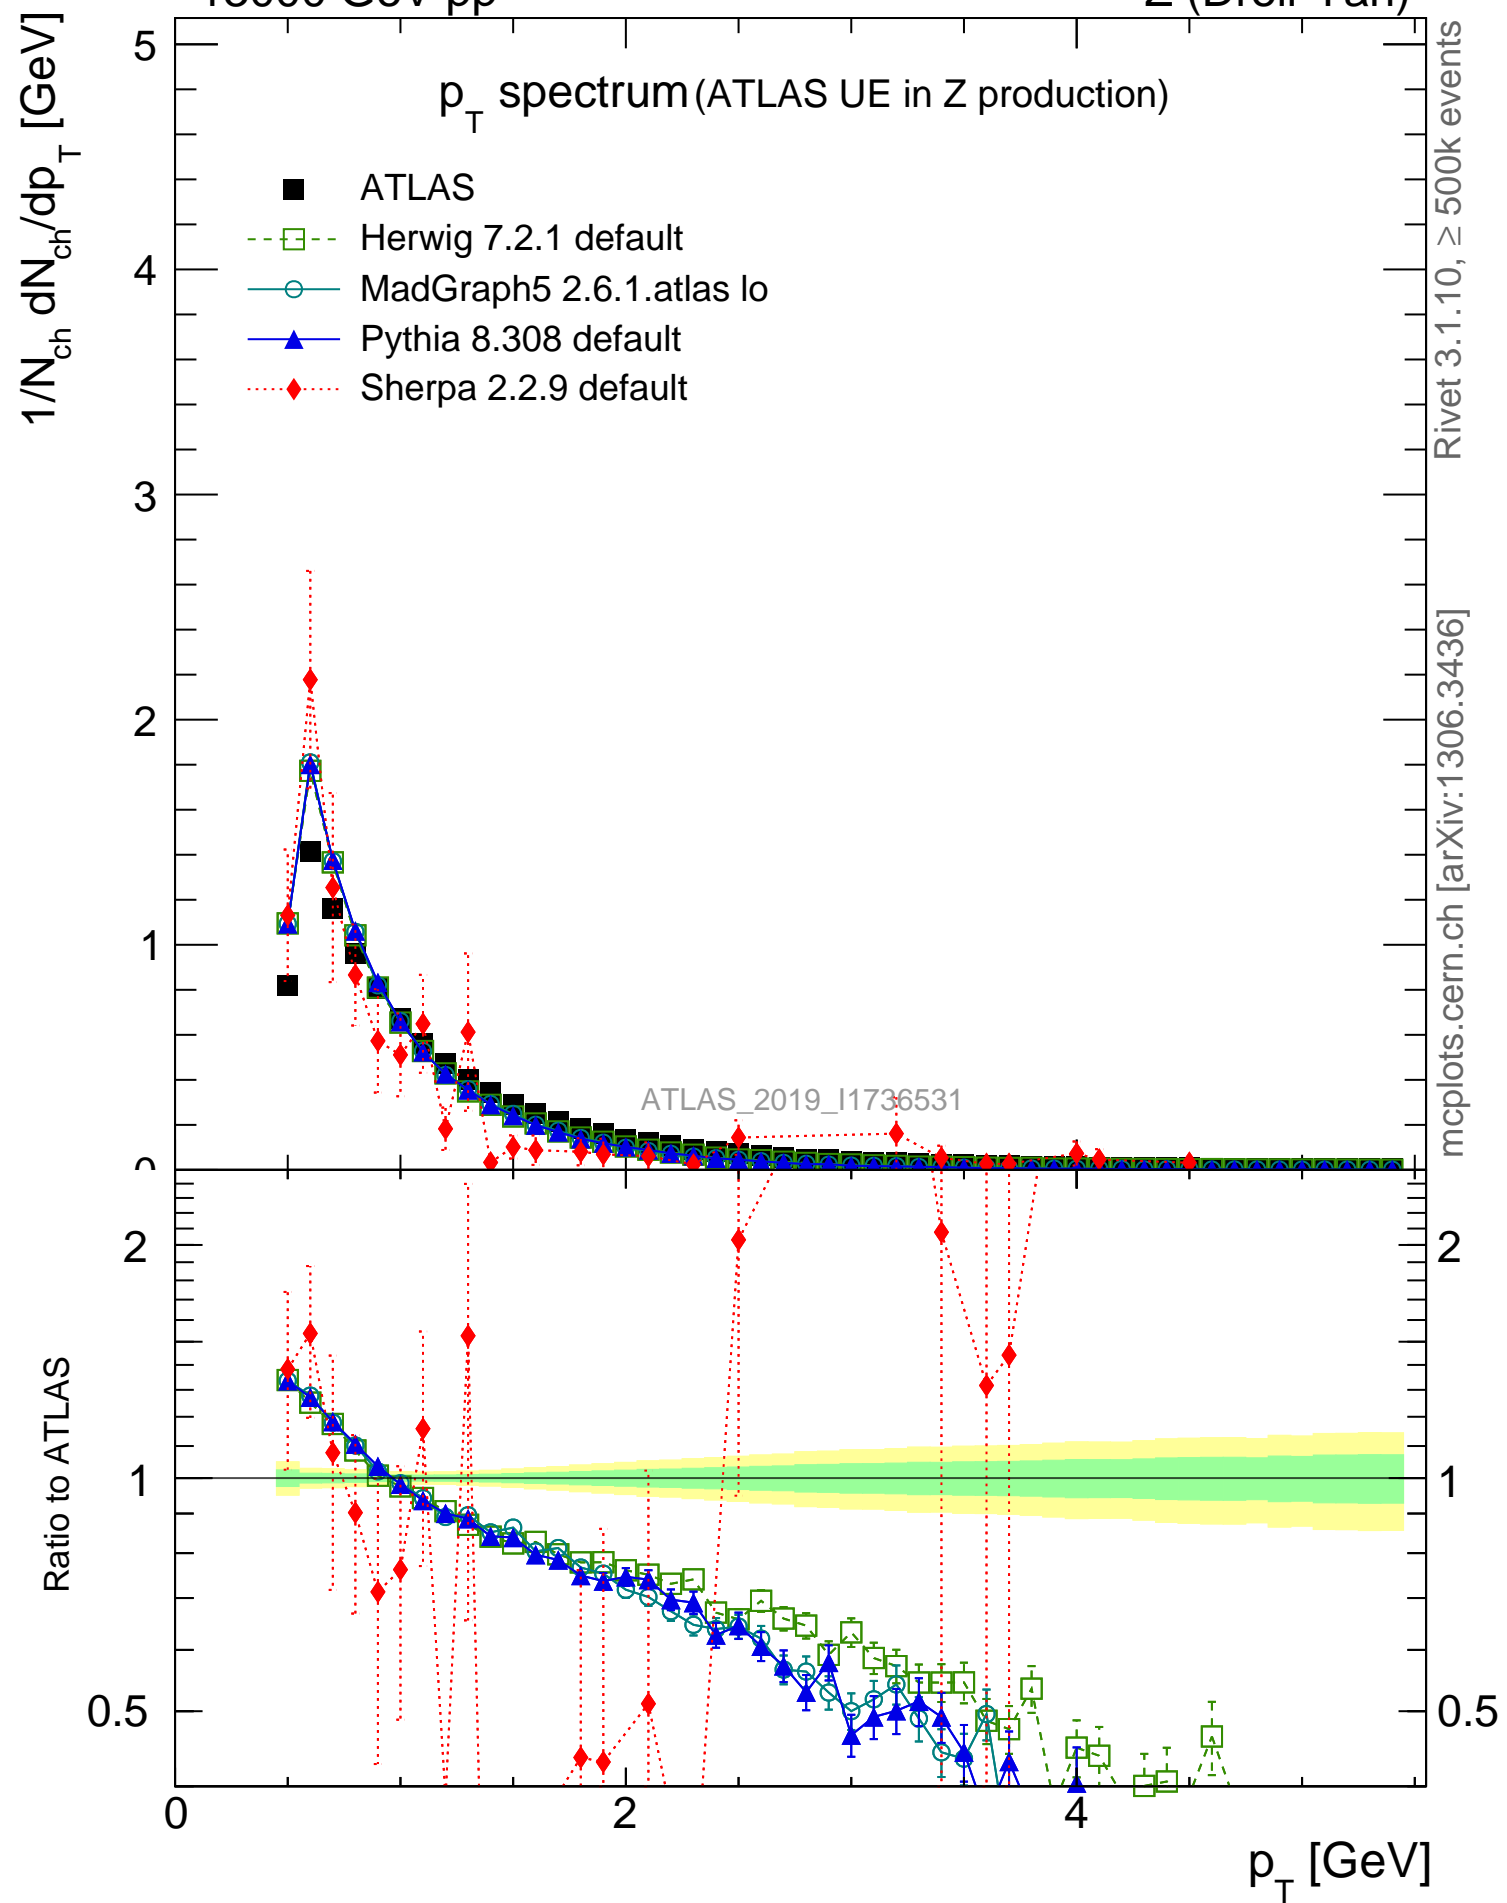 p_T spectrum (ATLAS UE in Z production)
ATLAS
Herwig 7.2.1 default
MadGraph5 2.6.1.atlas lo
Pythia 8.308 default
Sherpa 2.2.9 default
1/N_ch dN_ch/dp_T [GeV]
5
4
3
2
1
0
ATLAS_2019_I1736531
Rivet 3.1.10, ≥ 500k events
mcplots.cern.ch [arXiv:1306.3436]
Ratio to ATLAS
2
1
0.5
2
1
0.5
0
2
4
p_T [GeV]